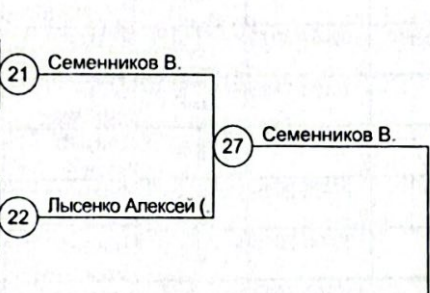 21 Семенников В.
27 Семенников В.
22 Лысенко Алексей (.